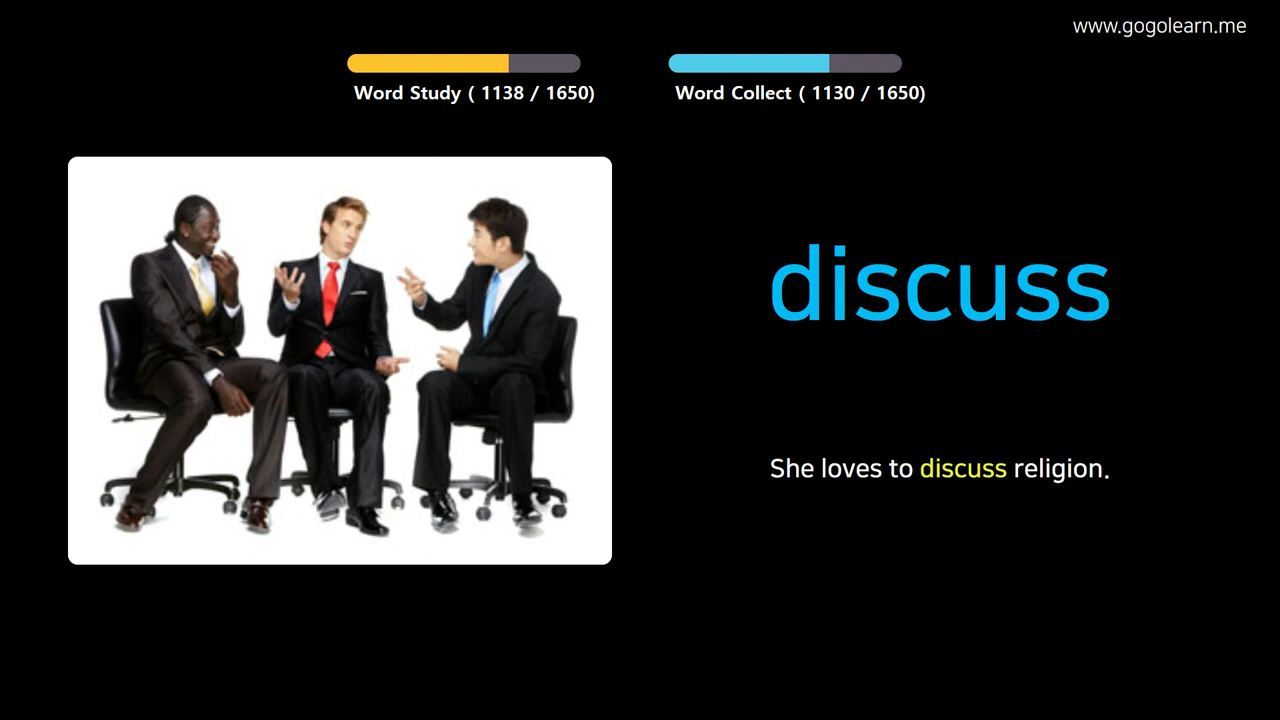 www.gogolearn.me
Word Study ( 1138 / 1650)
Word Collect ( 1130 / 1650)
discuss
She loves to discuss religion.